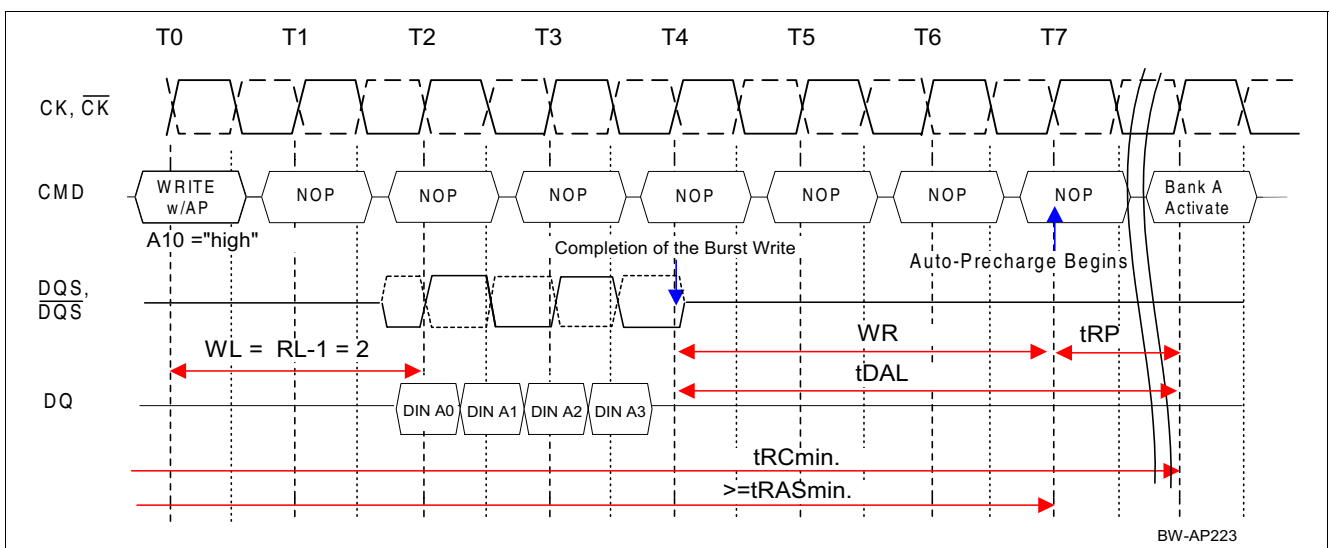 T0 T1 T2 T3 T4 T5 T6 T7
CK, CK
CMD
WRITE
w/AP
NOP NOP NOP NOP NOP NOP NOP
Bank A
Activate
A10 ="high"
Completion of the Burst Write
Auto-Precharge Begins
DQS,
DQS
WL = RL-1 = 2
WR
tRP
tDAL
DQ
DIN A0 DIN A1 DIN A2 DIN A3
tRCmin.
>=tRASmin.
BW-AP223